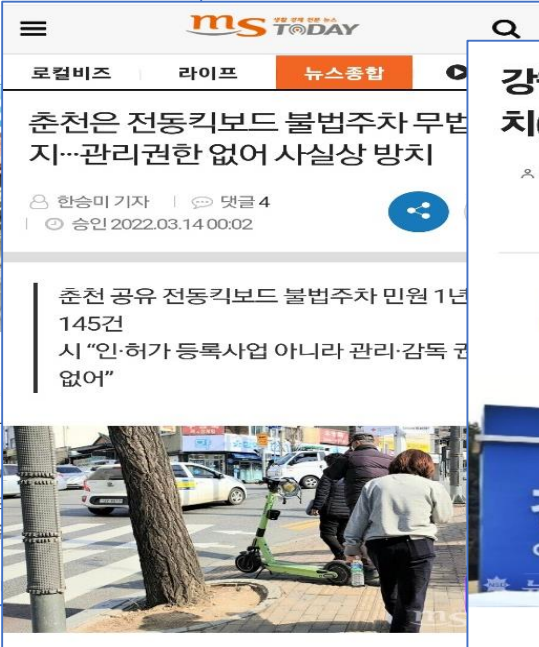 ms 생활 경제 전문 뉴스 TODAY
로컬비즈 라이프 뉴스종합
춘천은 전동킥보드 불법주차 무법
지…관리권한 없어 사실상 방치
한승미 기자 댓글 4
승인 2022.03.14 00:02
춘천 공유 전동킥보드 불법주차 민원 1년
145건
시 “인·허가 등록사업 아니라 관리·감독 권
없어”
강
치
ms